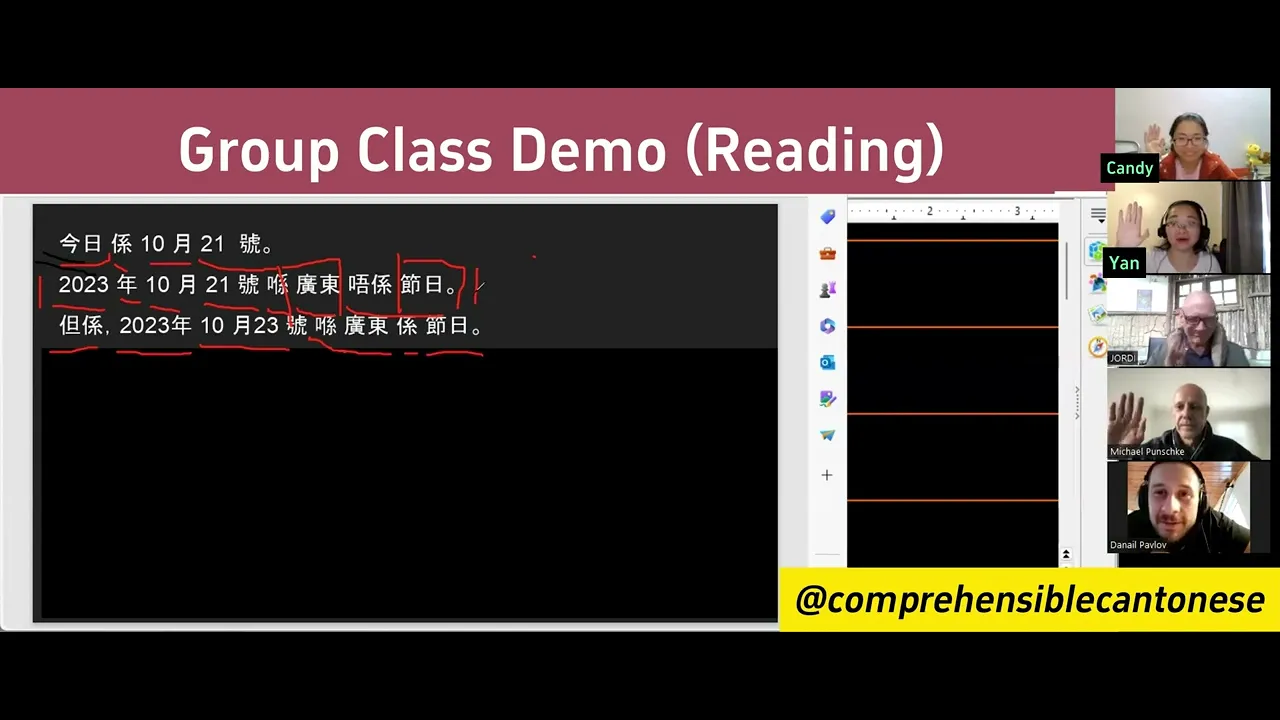 Group Class Demo (Reading)
今日 係 10 月 21 號。
2023 年 10 月 21 號 喺 廣東 唔係 節日。
但係, 2023年 10 月23 號 喺 廣東 係 節日。
2 3
Candy
Yan
JORDI
Michael Punschke
Danail Pavlov
@comprehensiblecantonese